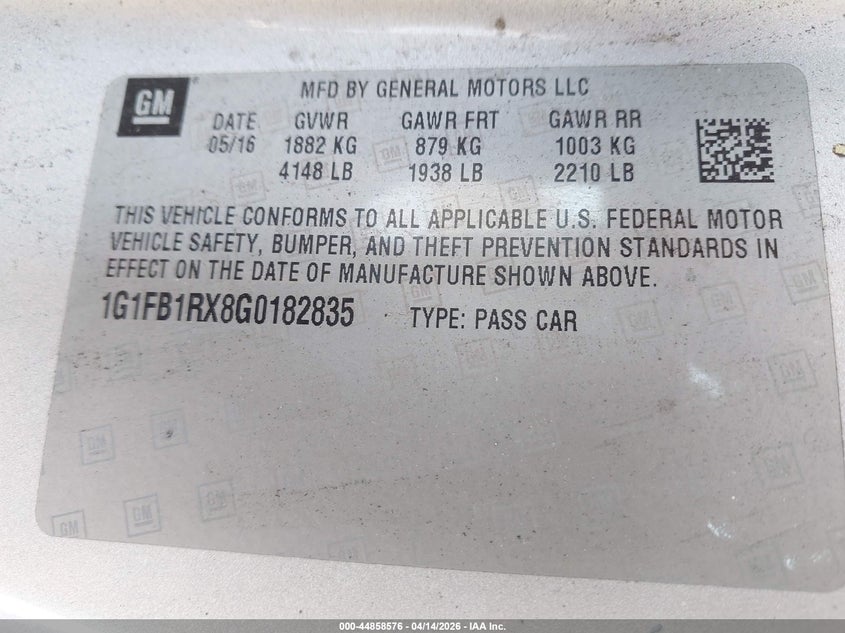 GM
MFD BY GENERAL MOTORS LLC
DATE GVWR GAWR FRT GAWR RR
05/16 1882 KG 879 KG 1003 KG
4148 LB 1938 LB 2210 LB
THIS VEHICLE CONFORMS TO ALL APPLICABLE U.S. FEDERAL MOTOR
VEHICLE SAFETY, BUMPER, AND THEFT PREVENTION STANDARDS IN
EFFECT ON THE DATE OF MANUFACTURE SHOWN ABOVE.
1G1FB1RX8G0182835 TYPE: PASS CAR
000-44858576 - 04/14/2026 - IAA Inc.